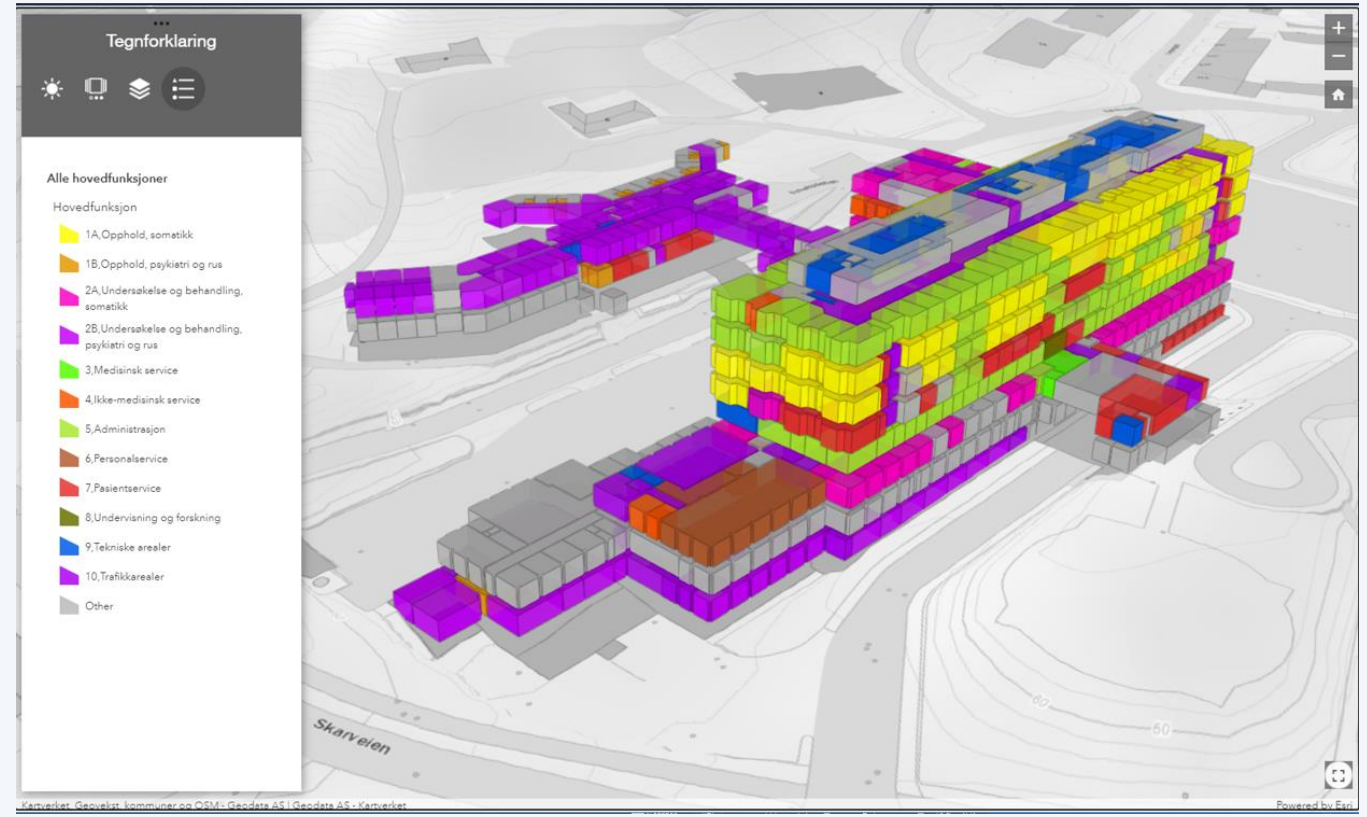 Tegnforklaring
Alle hovedfunksjoner
Hovedfunksjon
1A,Opphold, somatikk
1B,Opphold, psykiatri og rus
2A,Undersøkelse og behandling,
somatikk
2B,Undersøkelse og behandling,
psykiatri og rus
3,Medisinsk service
4,Ikke-medisinsk service
5,Administrasjon
6,Personalservice
7,Pasientservice
8,Undervisning og forskning
9,Tekniske arealer
10,Trafikkarealer
Other
Skarveien
60
60
Kartverket, Geovekst, kommuner og OSM - Geodata AS | Geodata AS - Kartverket
Powered by Esri